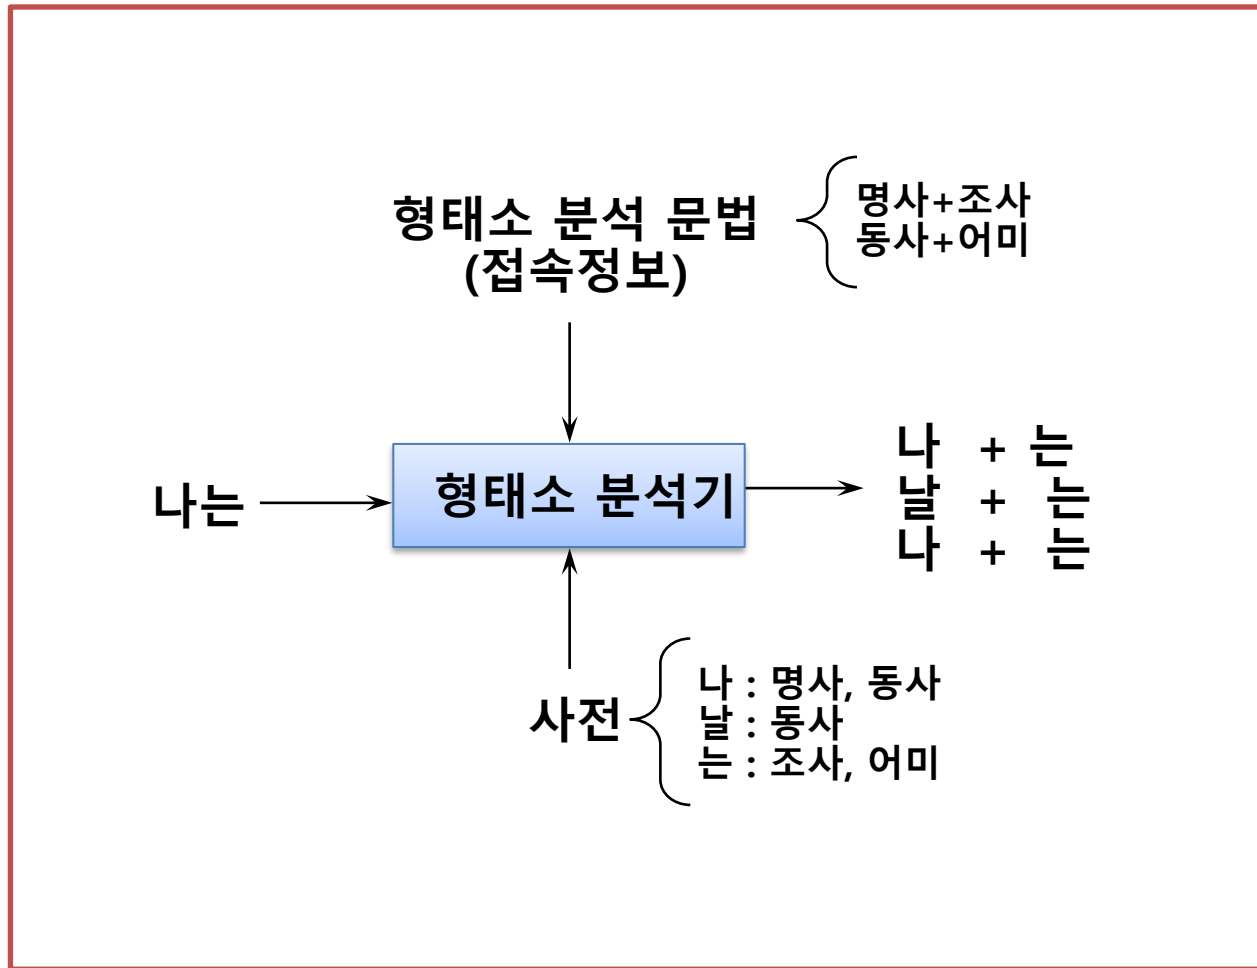 형태소 분석 문법
(접속정보)
명사+조사
동사+어미
나는
형태소 분석기
나 + 는
날 + 는
나 + 는
사전
나 : 명사, 동사
날 : 동사
는 : 조사, 어미